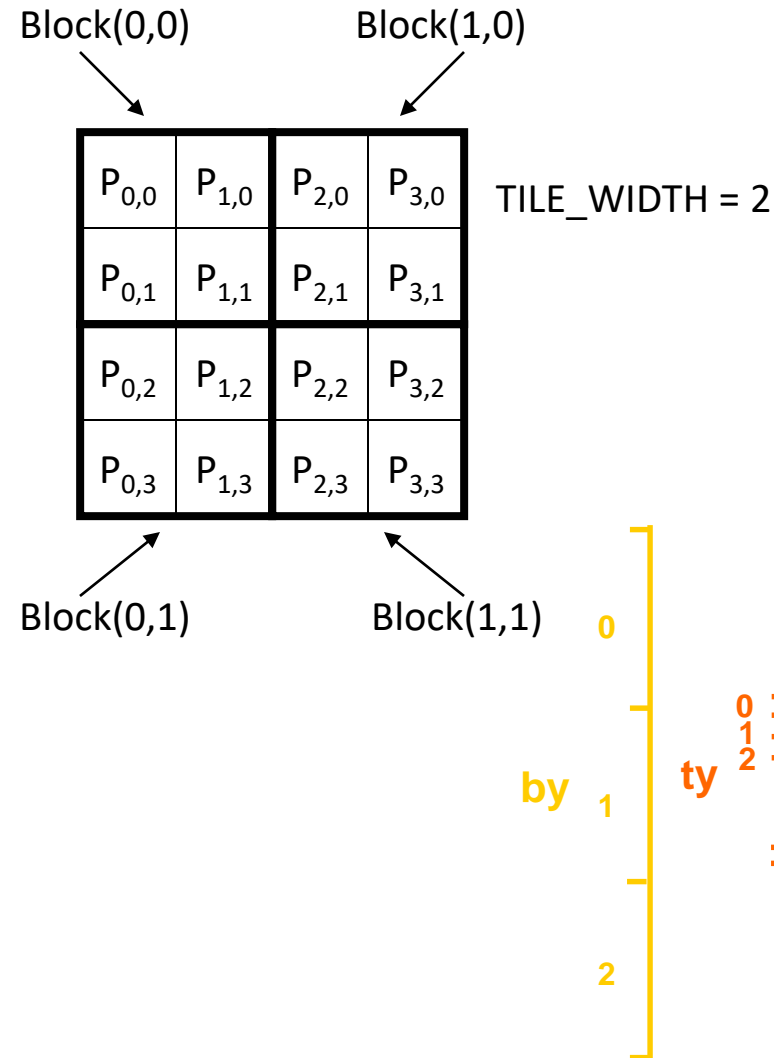 Block(0,0) Block(1,0)
P0,0 P1,0 P2,0 P3,0 TILE_WIDTH = 2
P0,1 P1,1 P2,1 P3,1
P0,2 P1,2 P2,2 P3,2
P0,3 P1,3 P2,3 P3,3
Block(0,1) Block(1,1)
0
0
1
2
by 1 ty
2